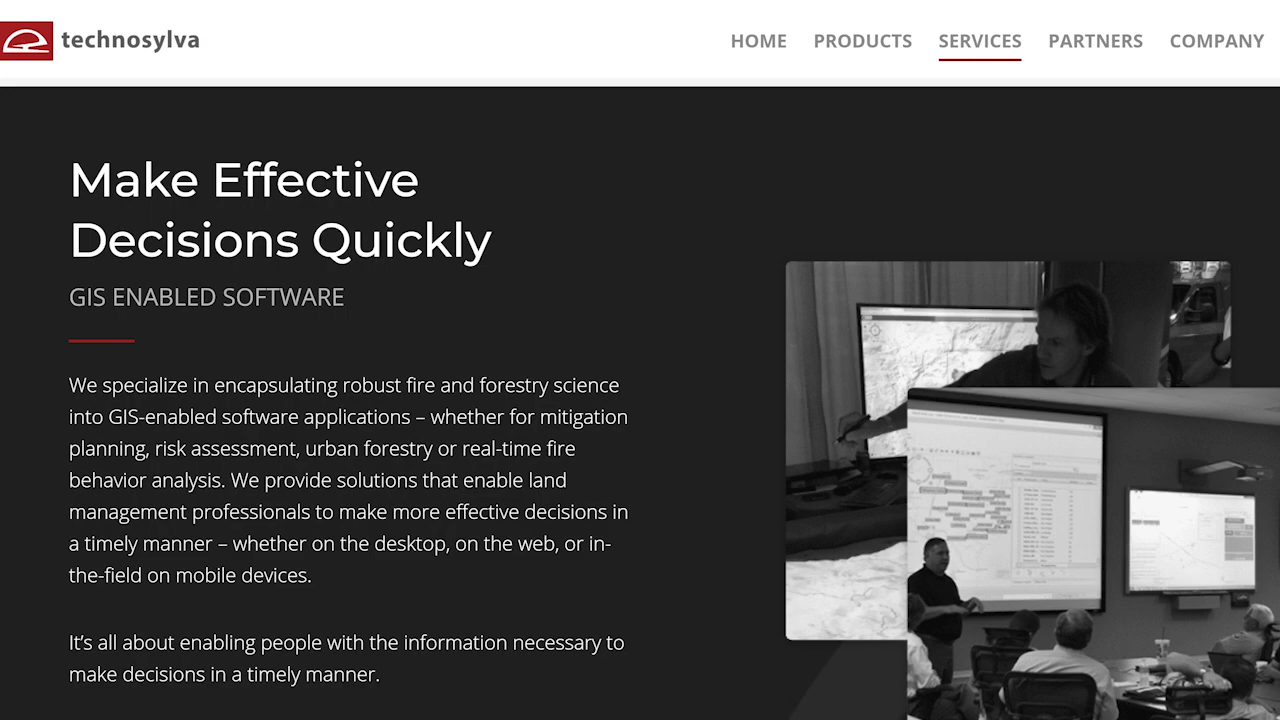 technosylva
HOME PRODUCTS SERVICES PARTNERS COMPANY
Make Effective
Decisions Quickly
GIS ENABLED SOFTWARE
We specialize in encapsulating robust fire and forestry science
into GIS-enabled software applications – whether for mitigation
planning, risk assessment, urban forestry or real-time fire
behavior analysis. We provide solutions that enable land
management professionals to make more effective decisions in
a timely manner – whether on the desktop, on the web, or in-
the-field on mobile devices.
It’s all about enabling people with the information necessary to
make decisions in a timely manner.